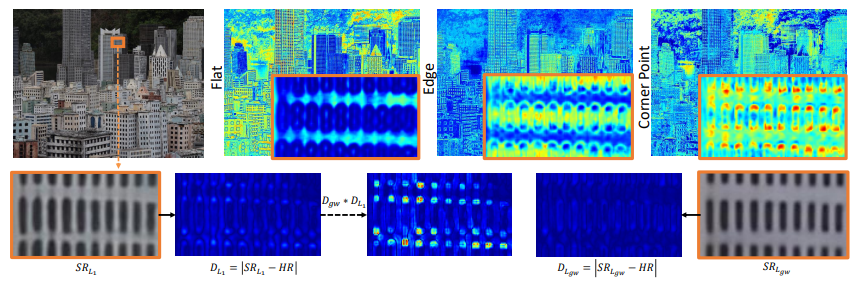 Flat
Edge
Corner Point
$D_{gw} * D_{L_1}$
$SR_{L_1}$
$D_{L_1} = |SR_{L_1} - HR|$
$D_{L_{gw}} = |SR_{L_{gw}} - HR|$
$SR_{L_{gw}}$